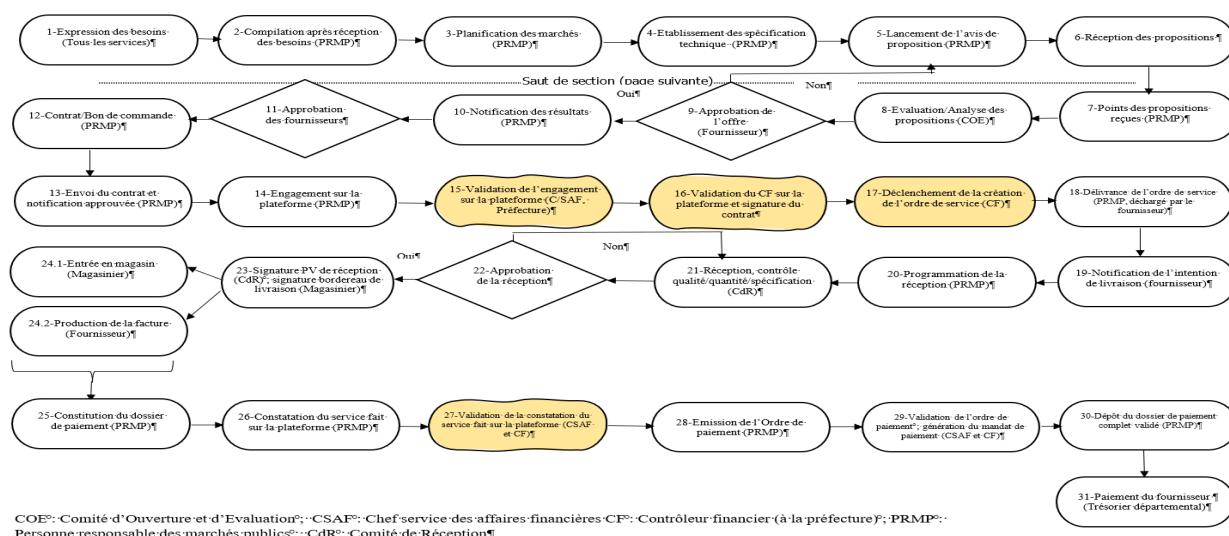 1-Expression des besoins
(Tous les services)¶
2-Compilation après réception
des besoins (PRMP)¶
3-Planification des marchés
(PRMP)¶
4-Etablissement des spécification
technique (PRMP)¶
5-Lancement de l'avis de
proposition (PRMP)¶
6-Réception des propositions ¶
Saut de section (page suivante)
Oui¶
Non¶
12-Contrat/Bon de commande
(PRMP)¶
11-Approbation
des fournisseurs¶
10-Notification des résultats
(PRMP)¶
9-Approbation de
l'offre
(Fournisseur)¶
8-Evaluation/Analyse des
propositions (COE)¶
7-Points des propositions
reçues (PRMP)¶
13-Envoi du contrat et
notification approuvée (PRMP)¶
14-Engagement sur la
plateforme (PRMP)¶
15-Validation de l'engagement
sur la plateforme (C/SAF,
Préfecture)¶
16-Validation du CF sur la
plateforme et signature du
contrat¶
17-Déclenchement de la création
de l'ordre de service (CF)¶
18-Délivrance de l'ordre de service
(PRMP, déchargé par le
fournisseur)¶
24.1-Entrée en magasin
(Magasinier)¶
Oui¶
Non¶
23-Signature PV de réception
(CdR)°; signature bordereau de
livraison (Magasinier)¶
22-Approbation
de la réception¶
21-Réception, contrôle
qualité/quantité/spécification
(CdR)¶
20-Programmation de la
réception (PRMP)¶
19-Notification de l'intention
de livraison (fournisseur)¶
24.2-Production de la facture
(Fournisseur)¶
25-Constitution du dossier
de paiement (PRMP)¶
26-Constatation du service fait
sur la plateforme (PRMP)¶
27-Validation de la constatation du
service fait sur la plateforme (CSAF
et CF)¶
28-Emission de l'Ordre de
paiement (PRMP)¶
29-Validation de l'ordre de
paiement°; génération du mandat de
paiement (CSAF et CF)¶
30-Dépôt du dossier de paiement
complet validé (PRMP)¶
31-Paiement du fournisseur ¶
(Trésorier départemental)¶
COE°: Comité d'Ouverture et d'Evaluation°; CSAF°: Chef service des affaires financières CF°: Contrôleur financier (à la préfecture)°; PRMP°:
Personne responsable des marchés publics° CdR°: Comité de Réception¶